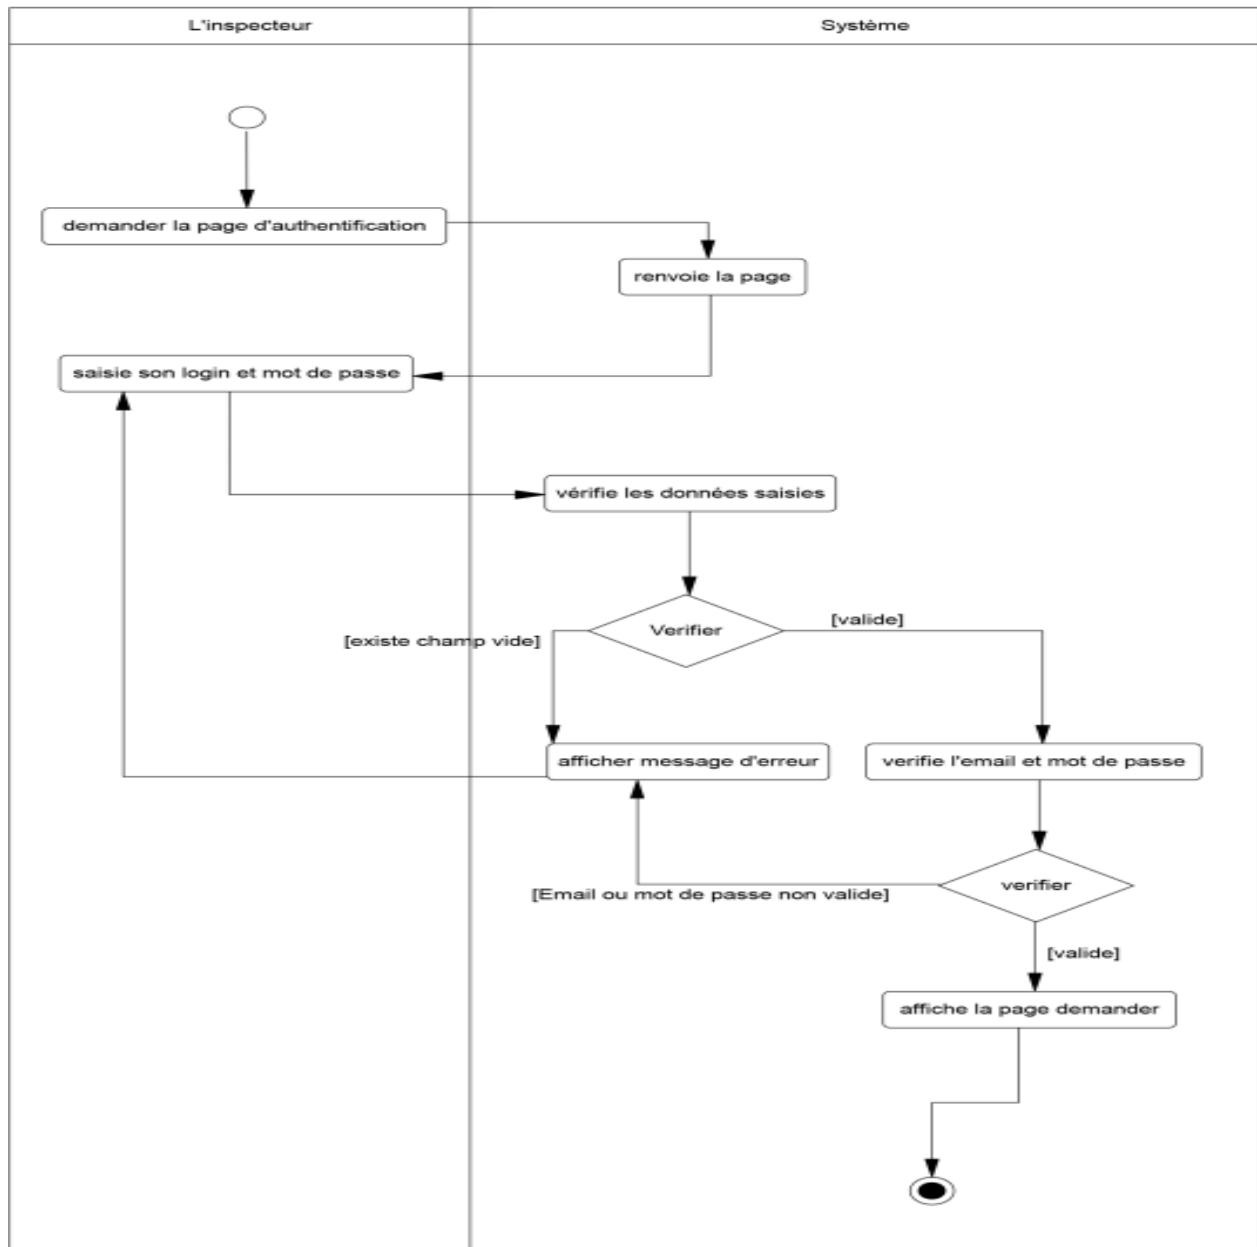 L'inspecteur
Système
demander la page d'authentification
renvoie la page
saisie son login et mot de passe
vérifie les données saisies
Verifier
[valide]
[existe champ vide]
afficher message d'erreur
verifie l'email et mot de passe
verifier
[Email ou mot de passe non valide]
[valide]
affiche la page demander